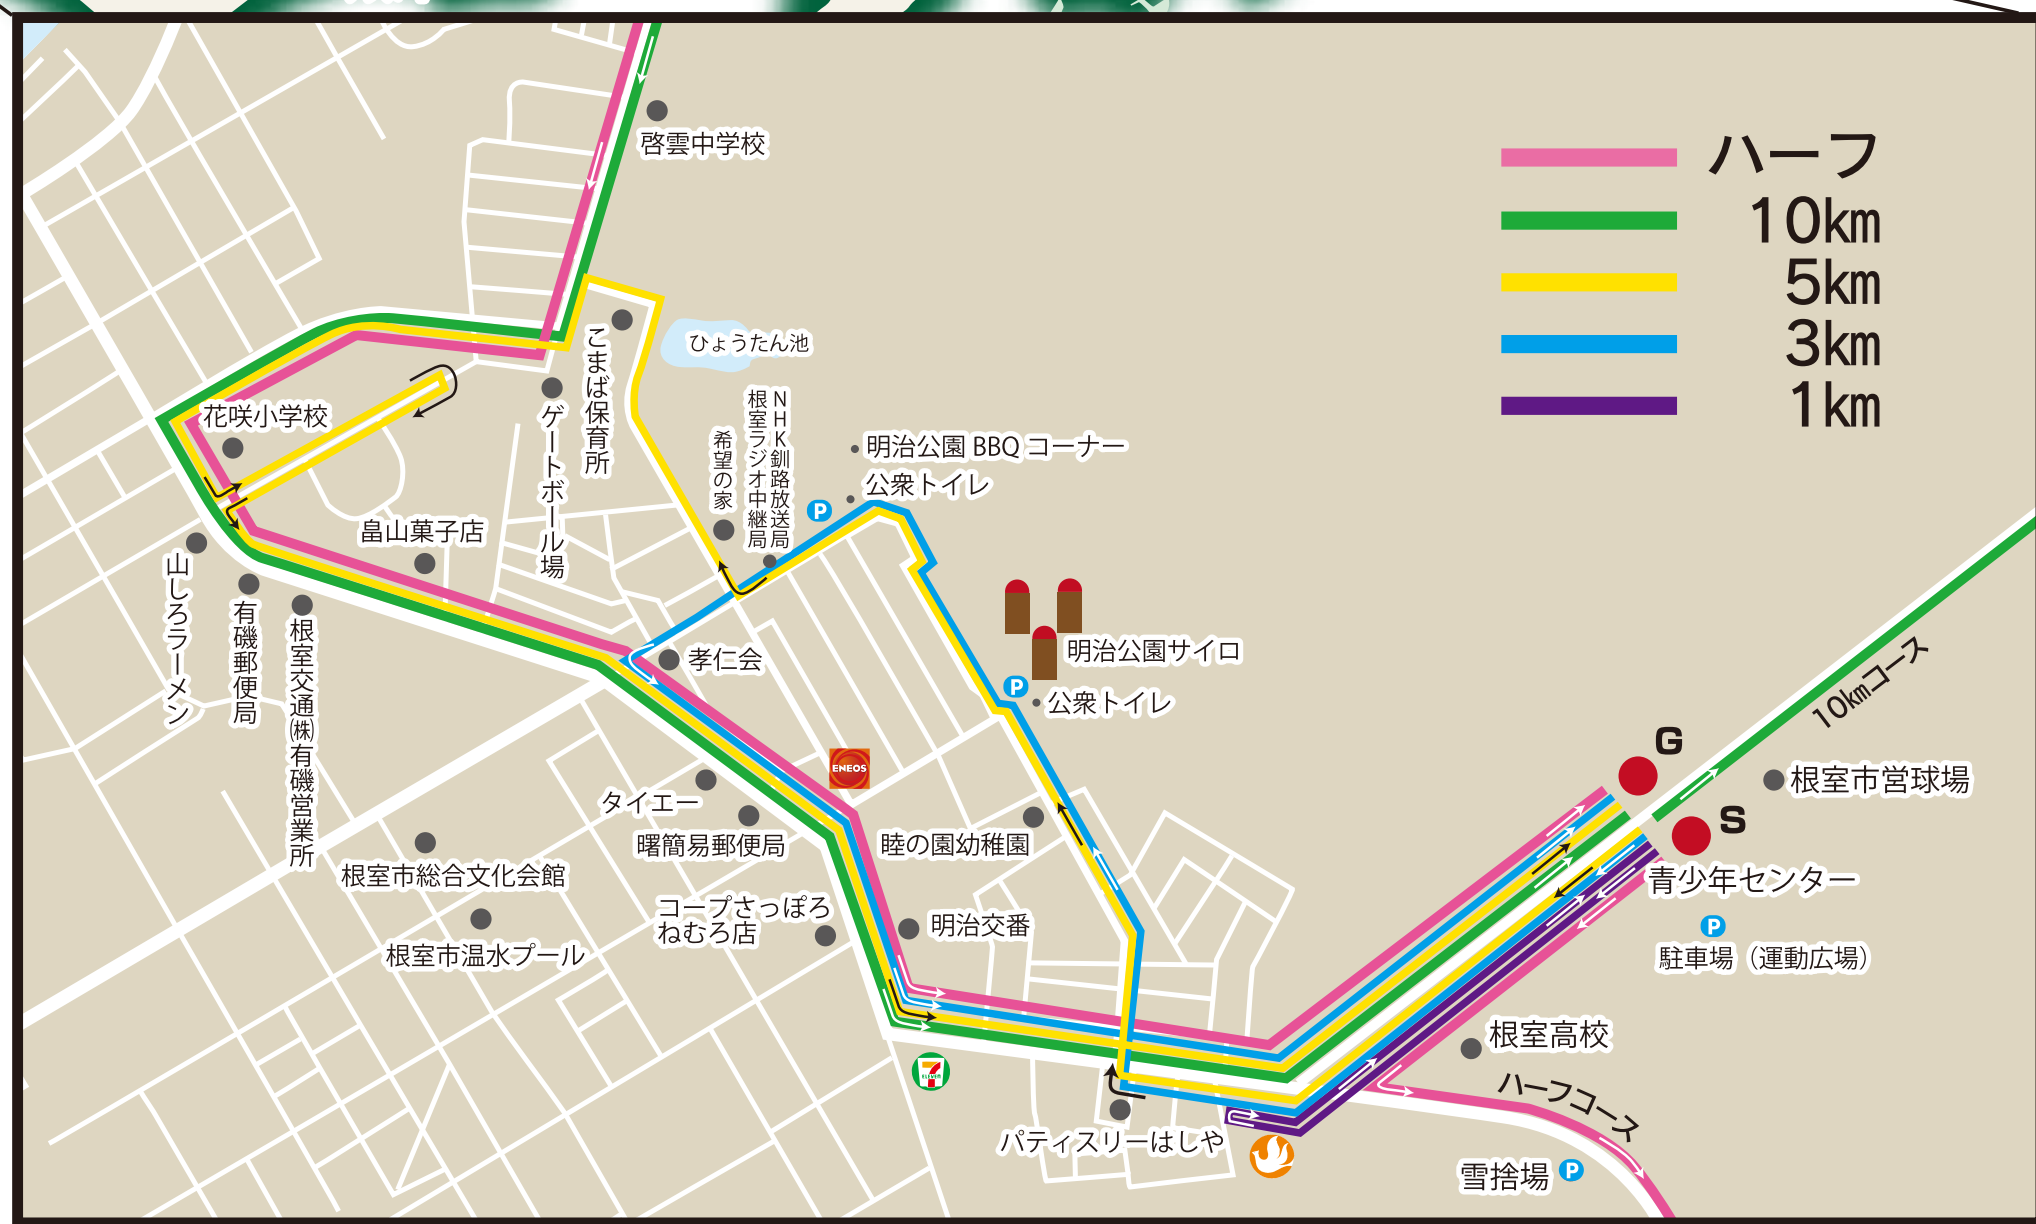 ハーフ
10km
5km
3km
1km
啓雲中学校
ひょうたん池
こまば保育所
ゲートボール場
花咲小学校
NHK釧路放送局
根室ラジオ中継局
希望の家
明治公園 BBQ コーナー
公衆トイレ
P
畠山菓子店
山しろラーメン
有磯郵便局
根室交通㈱有磯営業所
孝仁会
明治公園サイロ
P
公衆トイレ
10kmコース
G
根室市営球場
S
青少年センター
P
駐車場（運動広場）
ENEOS
タイエー
曙簡易郵便局
睦の園幼稚園
根室市総合文化会館
コープさっぽろ
ねむろ店
明治交番
根室市温水プール
根室高校
ハーフコース
7
ELEVEN
パティスリーはしや
雪捨場
P